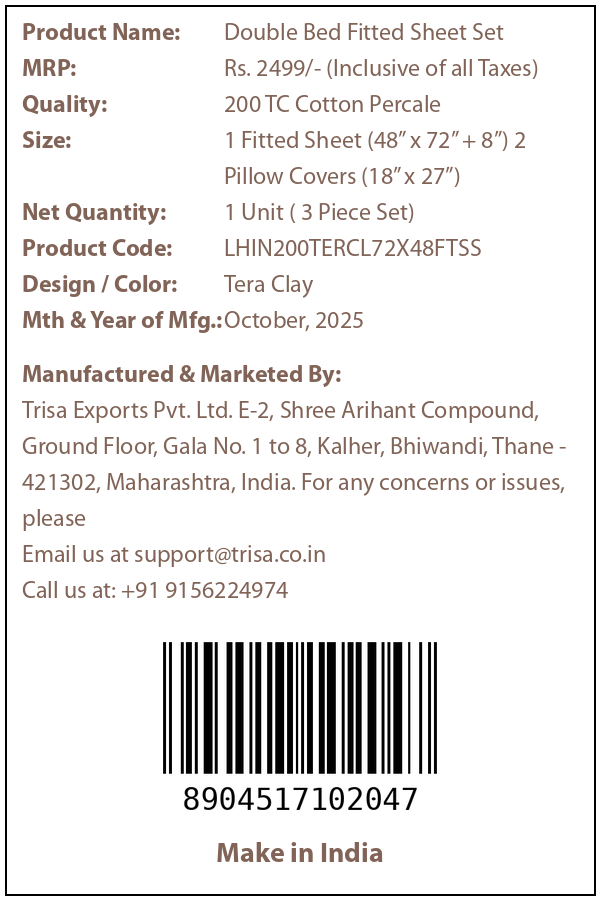 Product Name: Double Bed Fitted Sheet Set
MRP: Rs. 2499/- (Inclusive of all Taxes)
Quality: 200 TC Cotton Percale
Size: 1 Fitted Sheet (48” x 72” + 8”) 2
Pillow Covers (18” x 27”)
Net Quantity: 1 Unit ( 3 Piece Set)
Product Code: LHIN200TERCL72X48FTSS
Design / Color: Tera Clay
Mth & Year of Mfg.: October, 2025
Manufactured & Marketed By:
Trisa Exports Pvt. Ltd. E-2, Shree Arihant Compound,
Ground Floor, Gala No. 1 to 8, Kalher, Bhiwandi, Thane -
421302, Maharashtra, India. For any concerns or issues,
please
Email us at support@trisa.co.in
Call us at: +91 9156224974
8904517102047
Make in India